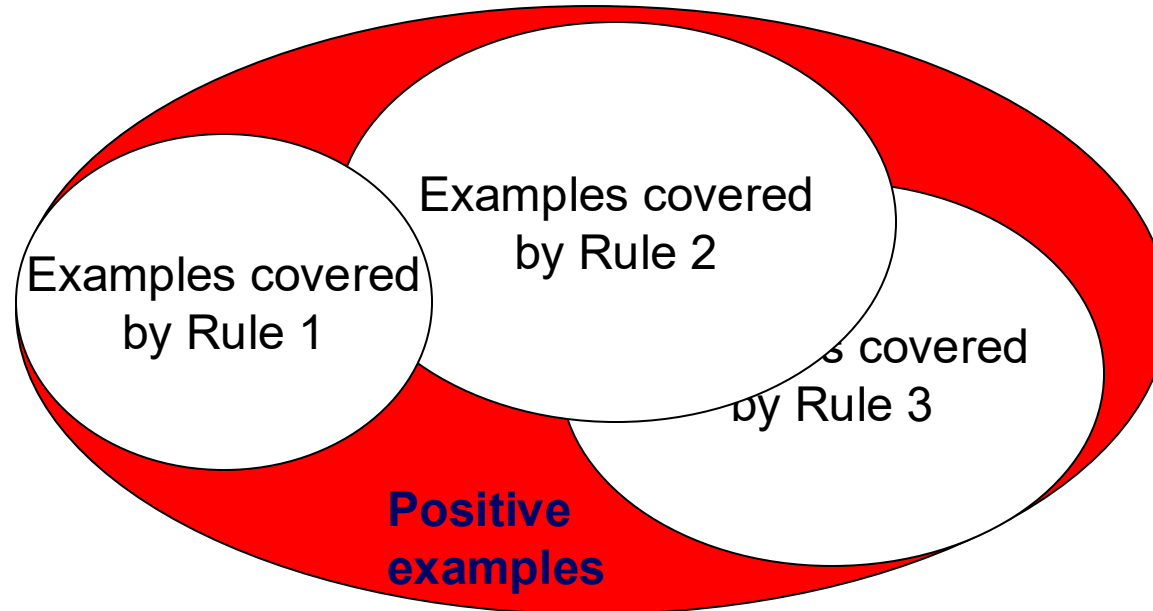 Examples covered
by Rule 2
Examples covered
by Rule 1
covered
by Rule 3
Positive
examples